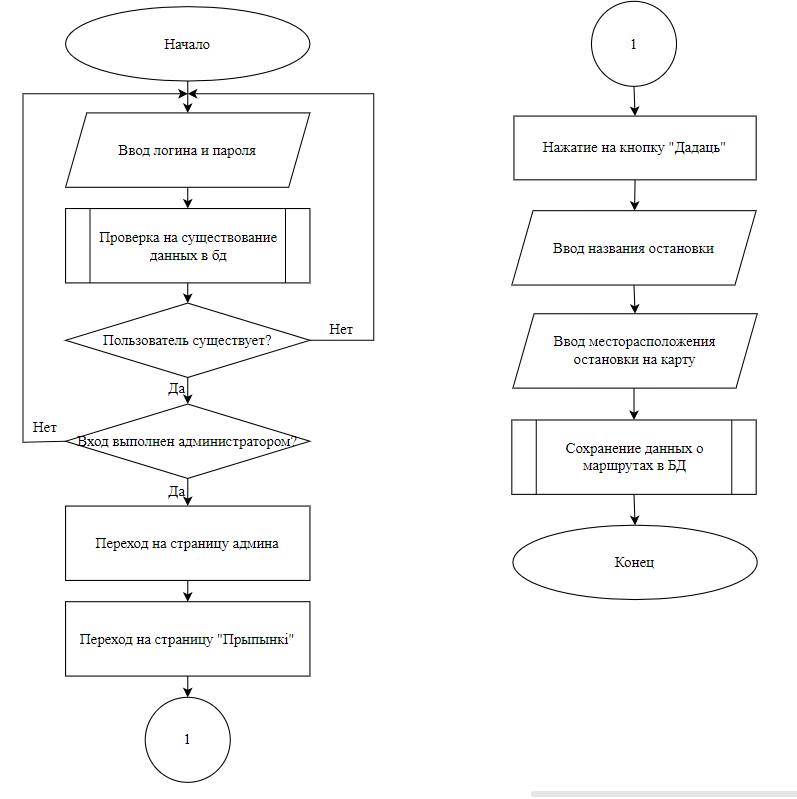 Начало
Ввод логина и пароля
Проверка на существование
данных в бд
Пользователь существует?
Нет
Да
Вход выполнен администратором?
Нет
Да
Переход на страницу админа
Переход на страницу "Прыпынкі"
1
1
Нажатие на кнопку "Дадаць"
Ввод названия остановки
Ввод месторасположения
остановки на карту
Сохранение данных о
маршрутах в БД
Конец